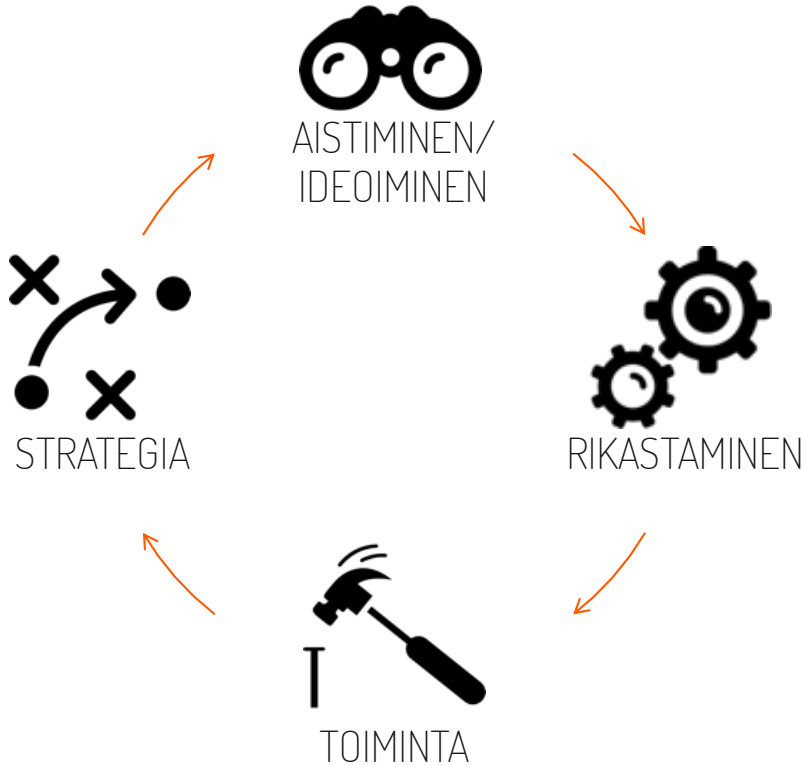 AISTIMINEN/
IDEOIMINEN
STRATEGIA
RIKASTAMINEN
TOIMINTA